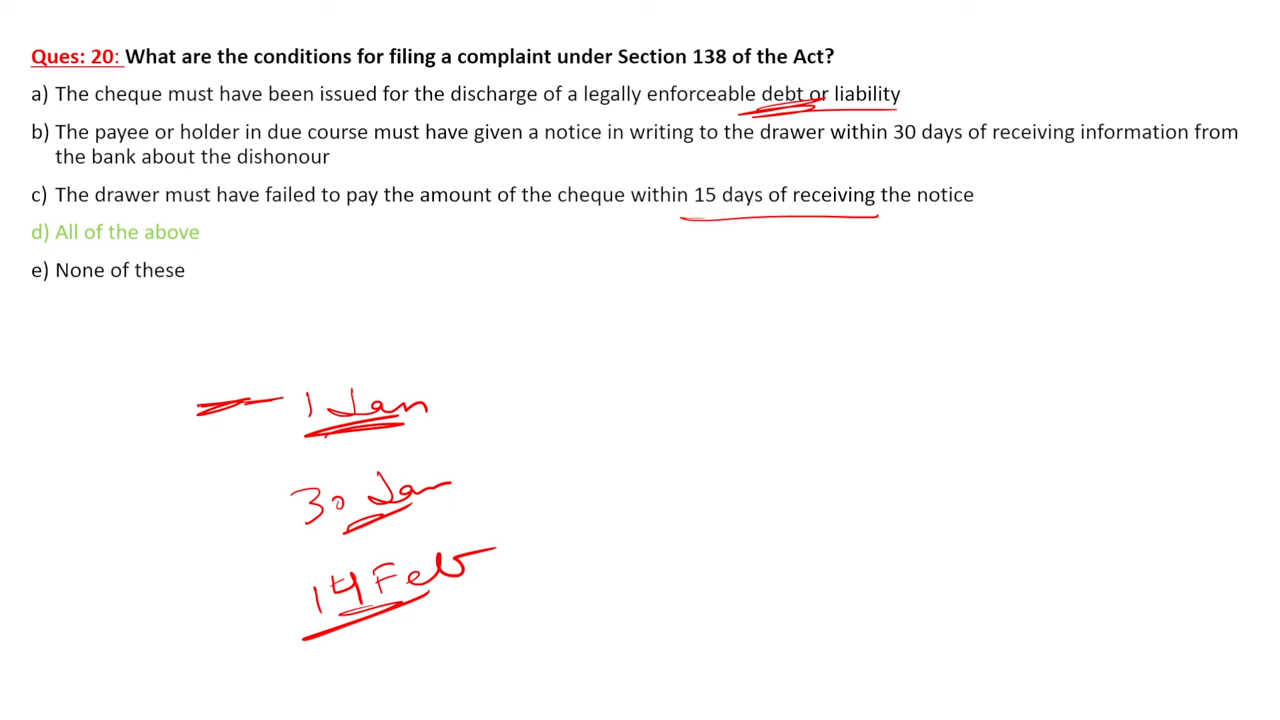 Ques: 20: What are the conditions for filing a complaint under Section 138 of the Act?
a) The cheque must have been issued for the discharge of a legally enforceable debt or liability
b) The payee or holder in due course must have given a notice in writing to the drawer within 30 days of receiving information from
the bank about the dishonour
c) The drawer must have failed to pay the amount of the cheque within 15 days of receiving the notice
d) All of the above
e) None of these
1 Jan
30 Jan
14 Feb